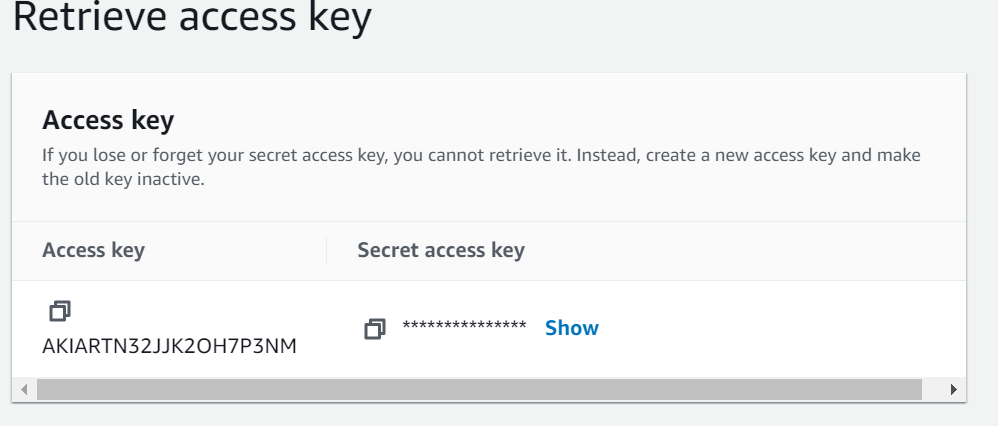 Retrieve access key
Access key
If you lose or forget your secret access key, you cannot retrieve it. Instead, create a new access key and make
the old key inactive.
Access key
Secret access key
AKIARTN32JJK2OH7P3NM
*************** Show